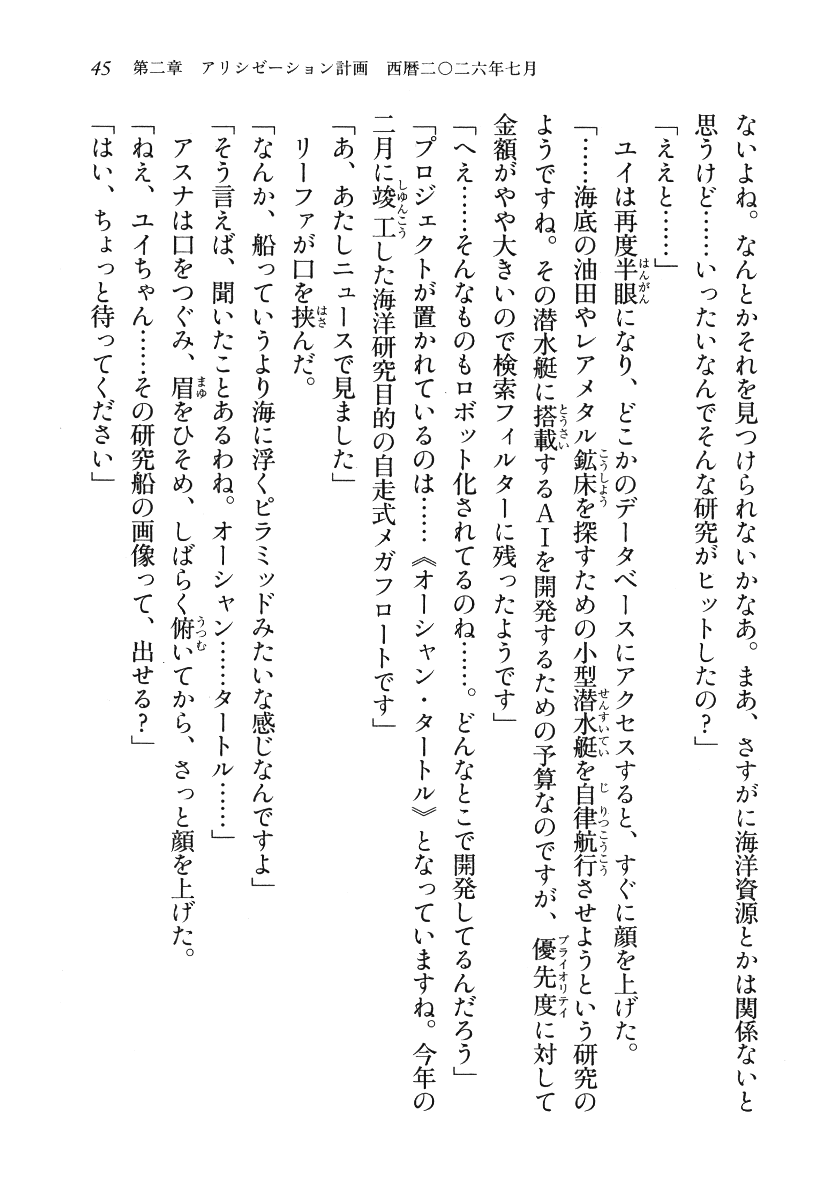 45　第二章　アリシゼーション計画　西暦二〇二六年七月
ないよね。なんとかそれを見つけられないかなあ。まあ、さすがに海洋資源とかは関係ないと
思うけど……いったいなんでそんな研究がヒットしたの？」
「ええと……」
　ユイは再度半眼になり、どこかのデータベースにアクセスすると、すぐに顔を上げた。
「……海底の油田やレアメタル鉱床を探すための小型潜水艇を自律航行させようという研究の
ようですね。その潜水艇に搭載するＡＩを開発するための予算なのですが、優先度に対して
金額がやや大きいので検索フィルターに残ったようです」
「へえ……そんなものもロボット化されてるのね……。どんなとこで開発してるんだろう」
「プロジェクトが置かれているのは……《オーシャン・タートル》となっていますね。今年の
二月に竣工した海洋研究目的の自走式メガフロートです」
「あ、あたしニュースで見ました」
　リーファが口を挟んだ。
「なんか、船っていうより海に浮くピラミッドみたいな感じなんですよ」
「そう言えば、聞いたことあるわね。オーシャン……タートル……」
　アスナは口をつぐみ、眉をひそめ、しばらく俯いてから、さっと顔を上げた。
「ねえ、ユイちゃん……その研究船の画像って、出せる？」
「はい、ちょっと待ってください」